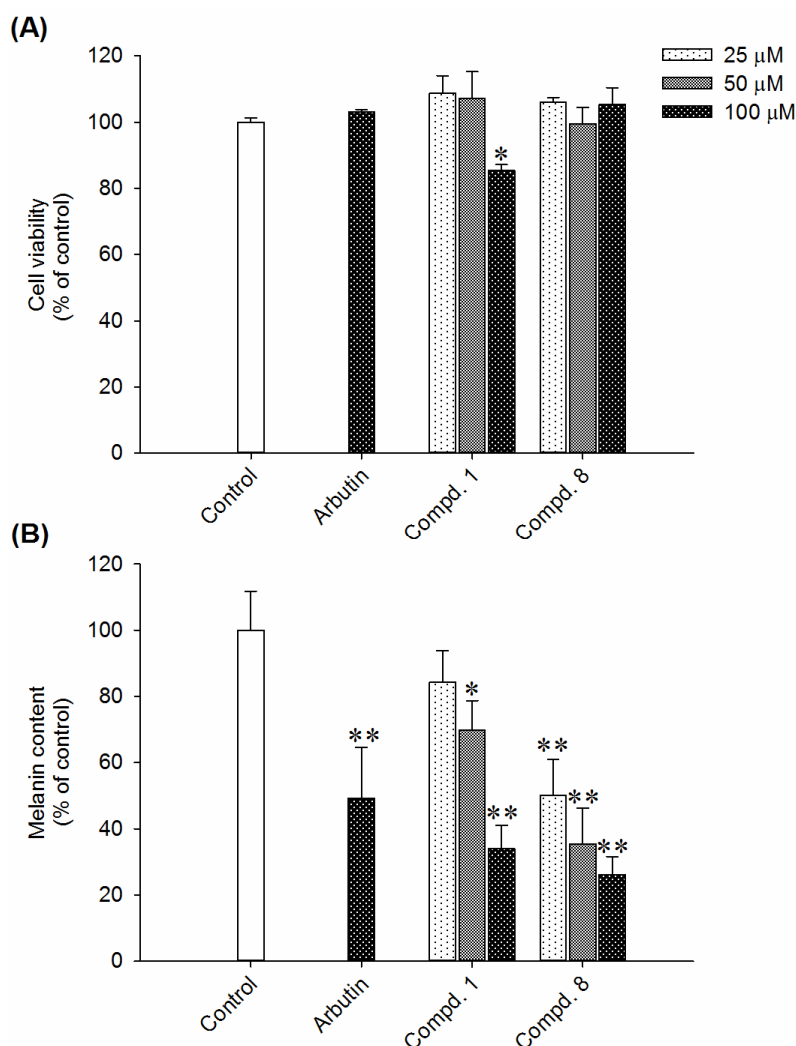 (A)
120
100
80
60
40
20
0
Cell viability
(% of control)
25 μM
50 μM
100 μM
*
Control
Arbutin
Compd. 1
Compd. 8
(B)
120
100
80
60
40
20
0
Melanin content
(% of control)
**
*
**
**
**
**
Control
Arbutin
Compd. 1
Compd. 8